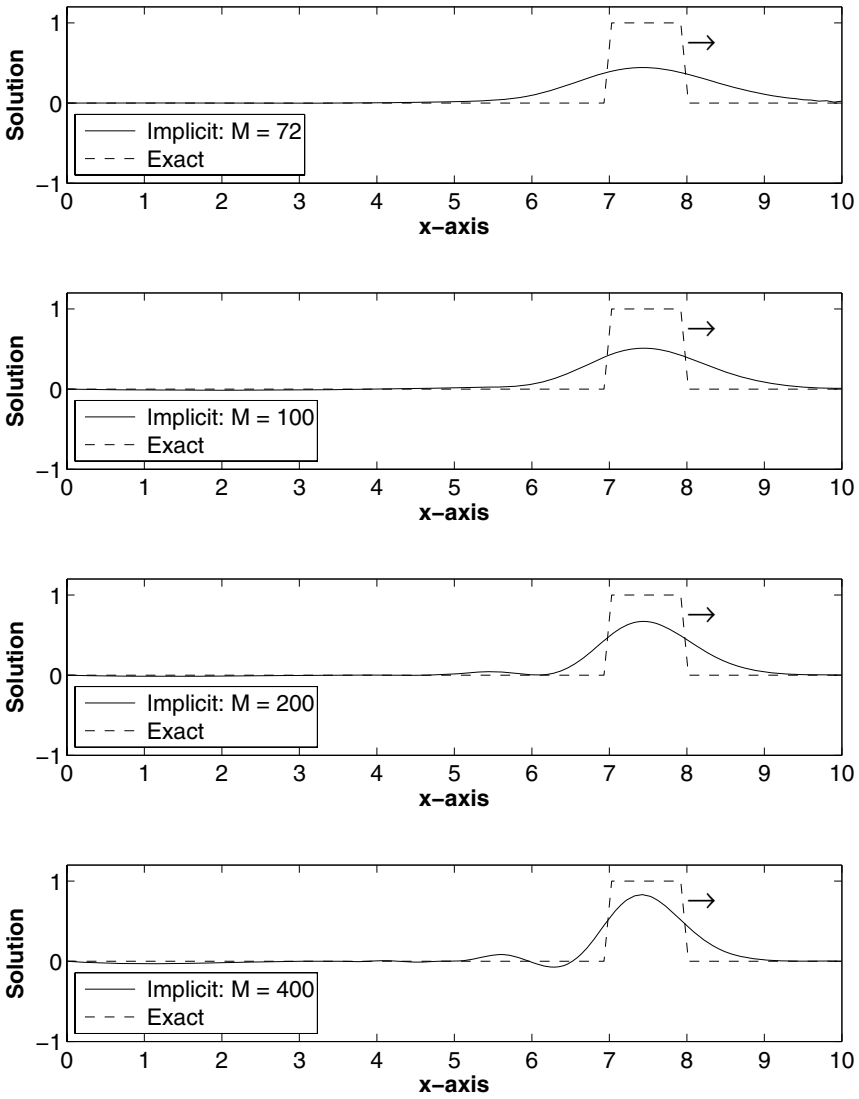 Solution
1
0
−1
Implicit: M = 72
Exact
0 1 2 3 4 5 6 7 8 9 10
x−axis
Solution
1
0
−1
Implicit: M = 100
Exact
0 1 2 3 4 5 6 7 8 9 10
x−axis
Solution
1
0
−1
Implicit: M = 200
Exact
0 1 2 3 4 5 6 7 8 9 10
x−axis
Solution
1
0
−1
Implicit: M = 400
Exact
0 1 2 3 4 5 6 7 8 9 10
x−axis